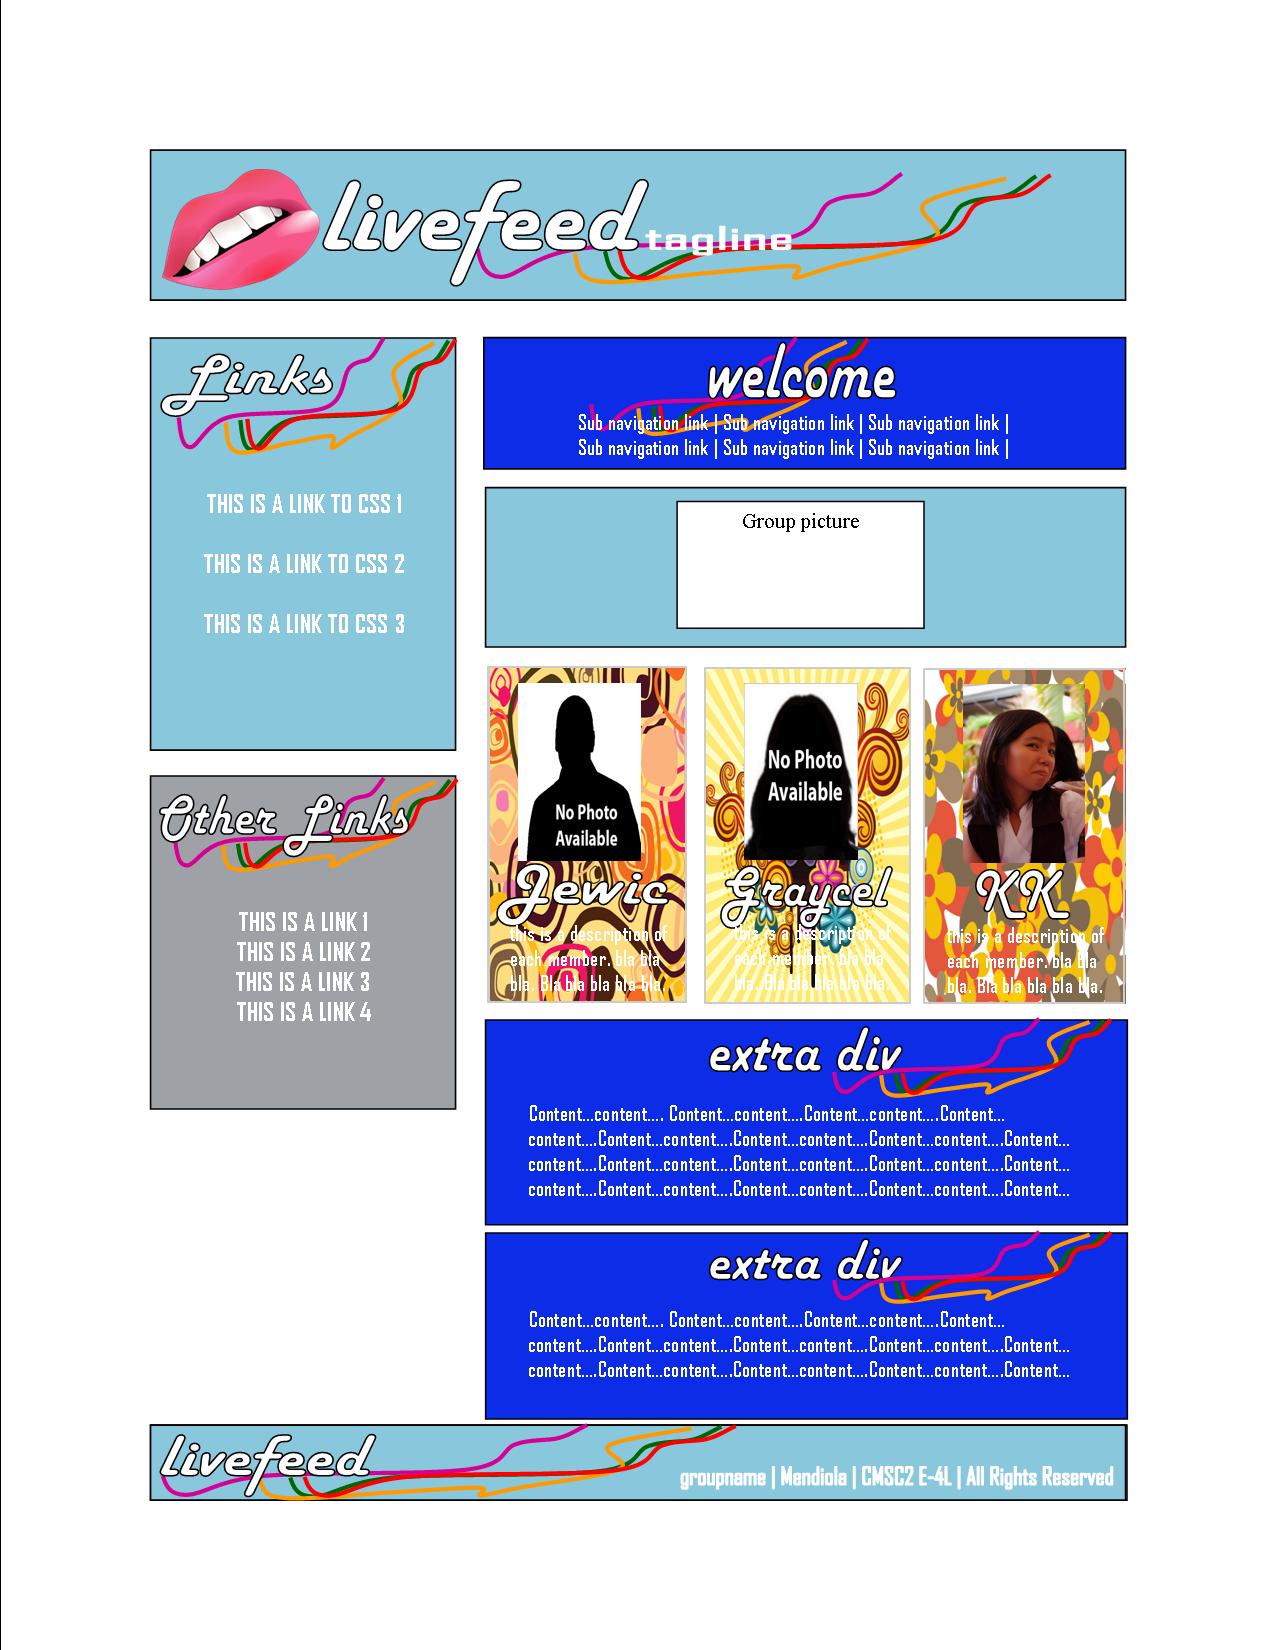 livefeed tagline
Links
THIS IS A LINK TO CSS 1
THIS IS A LINK TO CSS 2
THIS IS A LINK TO CSS 3
Other Links
THIS IS A LINK 1
THIS IS A LINK 2
THIS IS A LINK 3
THIS IS A LINK 4
welcome
Sub navigation link | Sub navigation link | Sub navigation link |
Sub navigation link | Sub navigation link | Sub navigation link |
Group picture
No Photo
Available
Jewic
this is a description of
each member. bla bla
bla. Bla bla bla bla bla.
No Photo
Available
Graycel
this is a description of
each member. bla bla
bla. Bla bla bla bla bla.
KK
this is a description of
each member. bla bla
bla. Bla bla bla bla bla.
extra div
Content...content.... Content...content....Content...content....Content...
content....Content...content....Content...content....Content...content....Content...
content....Content...content....Content...content....Content...content....Content...
content....Content...content....Content...content....Content...content....Content...
extra div
Content...content.... Content...content....Content...content....Content...
content....Content...content....Content...content....Content...content....Content...
content....Content...content....Content...content....Content...content....Content...
livefeed
groupname | Mendiola | CMSC2 E-4L | All Rights Reserved